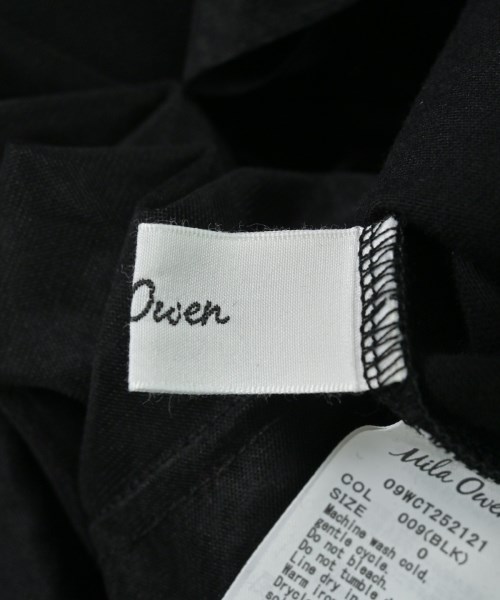 Owen
Mila Owen
09WCT252121
COL 009(BLK)
SIZE 0
Machine wash cold,
gentle cycle.
Do not bleach.
Do not tumble
Line dry in
Warm iron
Drycl